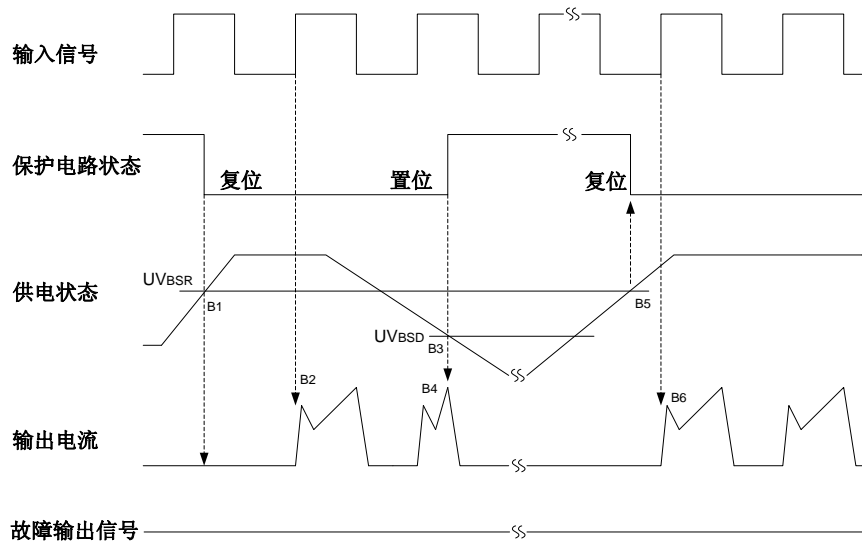 输入信号
保护电路状态
复位
置位
复位
供电状态
UVBSR
B1
UVBSD
B3
B5
B2
B4
B6
输出电流
故障输出信号